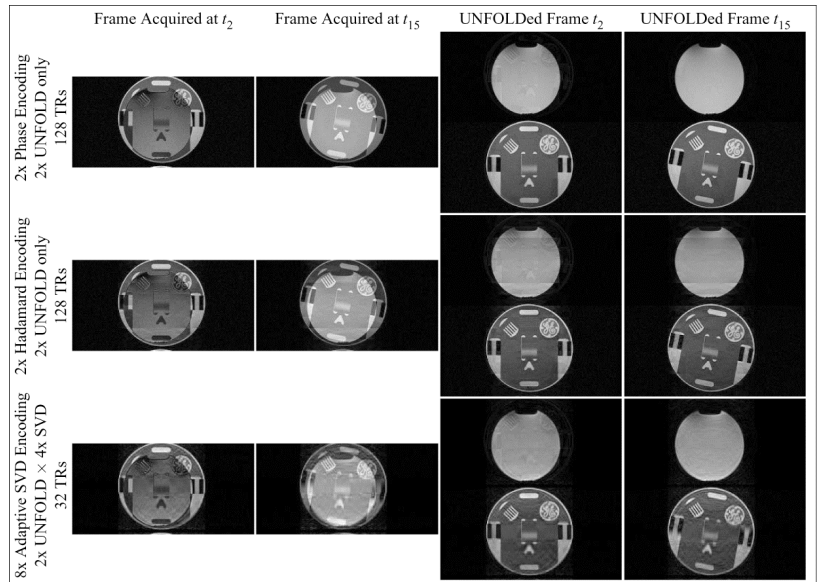 Frame Acquired at t2
Frame Acquired at t15
UNFOLDed Frame t2
UNFOLDed Frame t15
2x Phase Encoding
2x UNFOLD only
128 TRs
2x Hadamard Encoding
2x UNFOLD only
128 TRs
8x Adaptive SVD Encoding
2x UNFOLD × 4x SVD
32 TRs